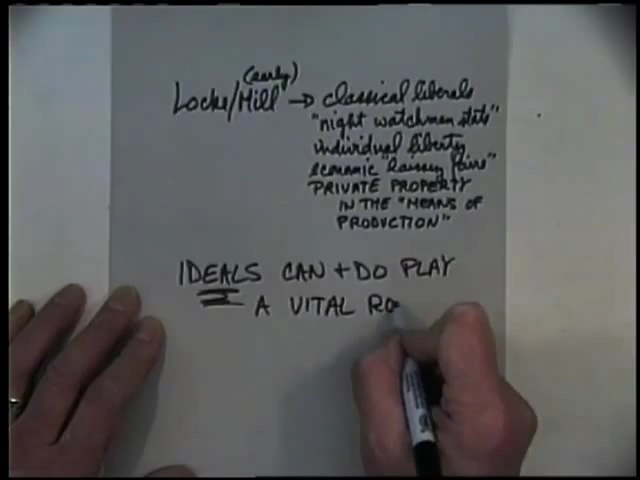 (early)
Locke/Mill → classical liberals
"night watchman state"
individual liberty
economic "laissez faire"
PRIVATE PROPERTY
IN THE "MEANS OF
PRODUCTION"
IDEALS CAN + DO PLAY
A VITAL RO